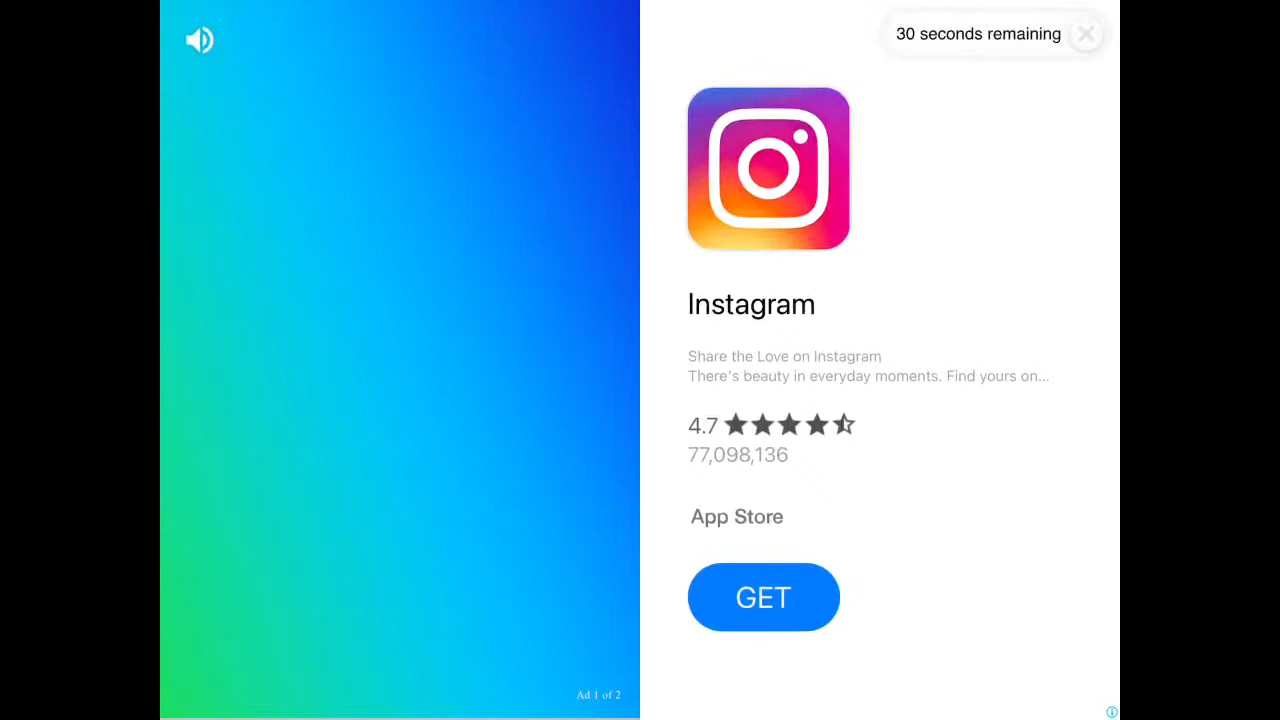 30 seconds remaining
Instagram
Share the Love on Instagram
There's beauty in everyday moments. Find yours on...
4.7
77,098,136
App Store
GET
Ad 1 of 2